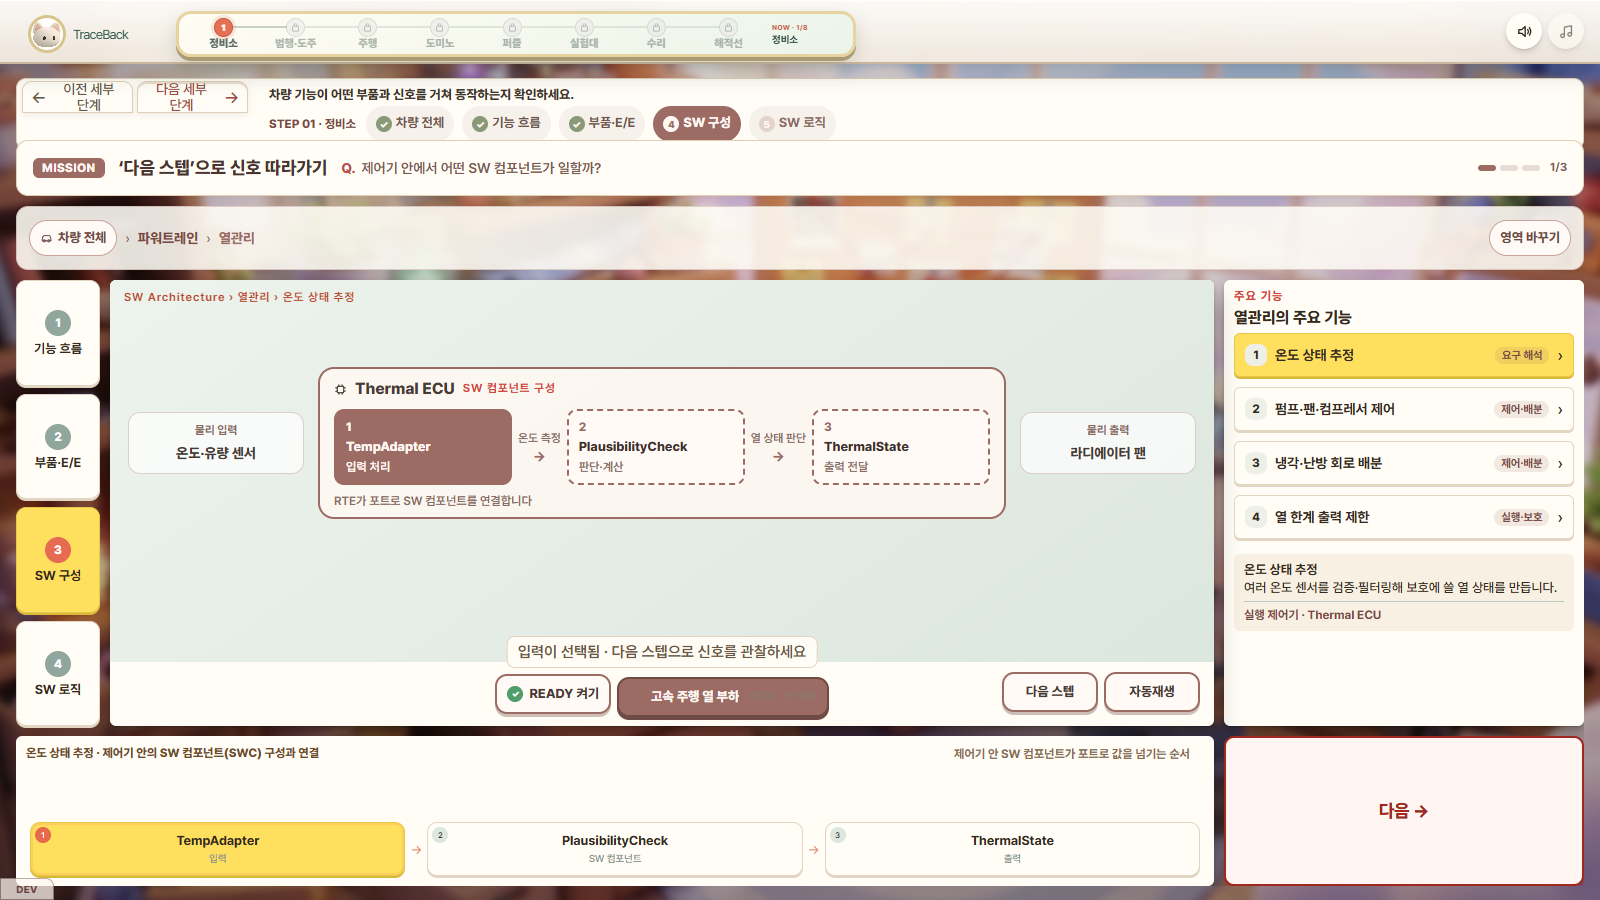 TraceBack
1
정비소
범행·도주
주행
도미노
퍼즐
실험대
수리
해적선
NOW · 1/8
정비소
← 이전 세부 단계
다음 세부 단계 →
차량 기능이 어떤 부품과 신호를 거쳐 동작하는지 확인하세요.
STEP 01 · 정비소
차량 전체
기능 흐름
부품·E/E
4 SW 구성
5 SW 로직
MISSION ‘다음 스텝’으로 신호 따라가기 Q. 제어기 안에서 어떤 SW 컴포넌트가 일할까?
1/3
차량 전체 › 파워트레인 › 열관리
영역 바꾸기
1
기능 흐름
2
부품·E/E
3
SW 구성
4
SW 로직
SW Architecture › 열관리 › 온도 상태 추정
물리 입력
온도·유량 센서
Thermal ECU SW 컴포넌트 구성
1
TempAdapter
입력 처리
온도 측정
→
2
PlausibilityCheck
판단·계산
열 상태 판단
→
3
ThermalState
출력 전달
RTE가 포트로 SW 컴포넌트를 연결합니다
물리 출력
라디에이터 팬
입력이 선택됨 · 다음 스텝으로 신호를 관찰하세요
READY 켜기
고속 주행 열 부하
다음 스텝
자동재생
주요 기능
열관리의 주요 기능
1 온도 상태 추정 요구 해석 ›
2 펌프·팬·컴프레서 제어 제어·배분 ›
3 냉각·난방 회로 배분 제어·배분 ›
4 열 한계 출력 제한 실행·보호 ›
온도 상태 추정
여러 온도 센서를 검증·필터링해 보호에 쓸 열 상태를 만듭니다.
실행 제어기 · Thermal ECU
온도 상태 추정 · 제어기 안의 SW 컴포넌트(SWC) 구성과 연결
제어기 안 SW 컴포넌트가 포트로 값을 넘기는 순서
1
TempAdapter
입력
→
2
PlausibilityCheck
SW 컴포넌트
→
3
ThermalState
출력
다음 →
DEV